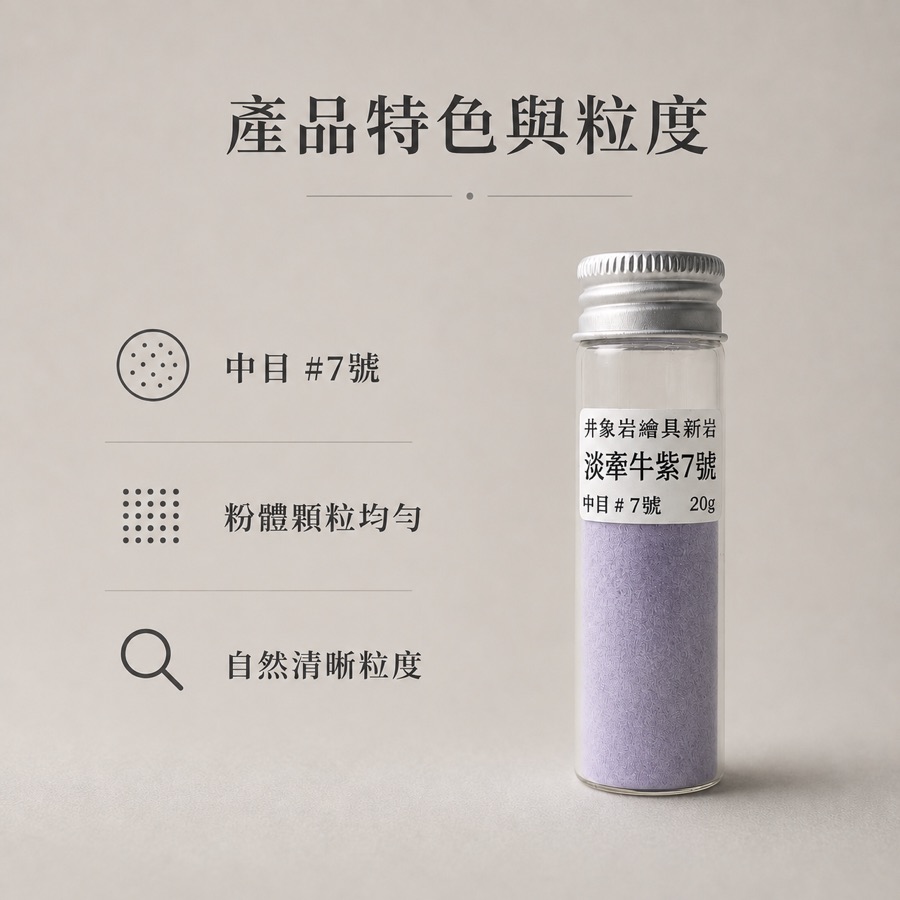 產品特色與粒度
中目 #7號
粉體顆粒均勻
自然清晰粒度
井象岩繪具新岩
淡牽牛紫7號
中目 # 7號 20g